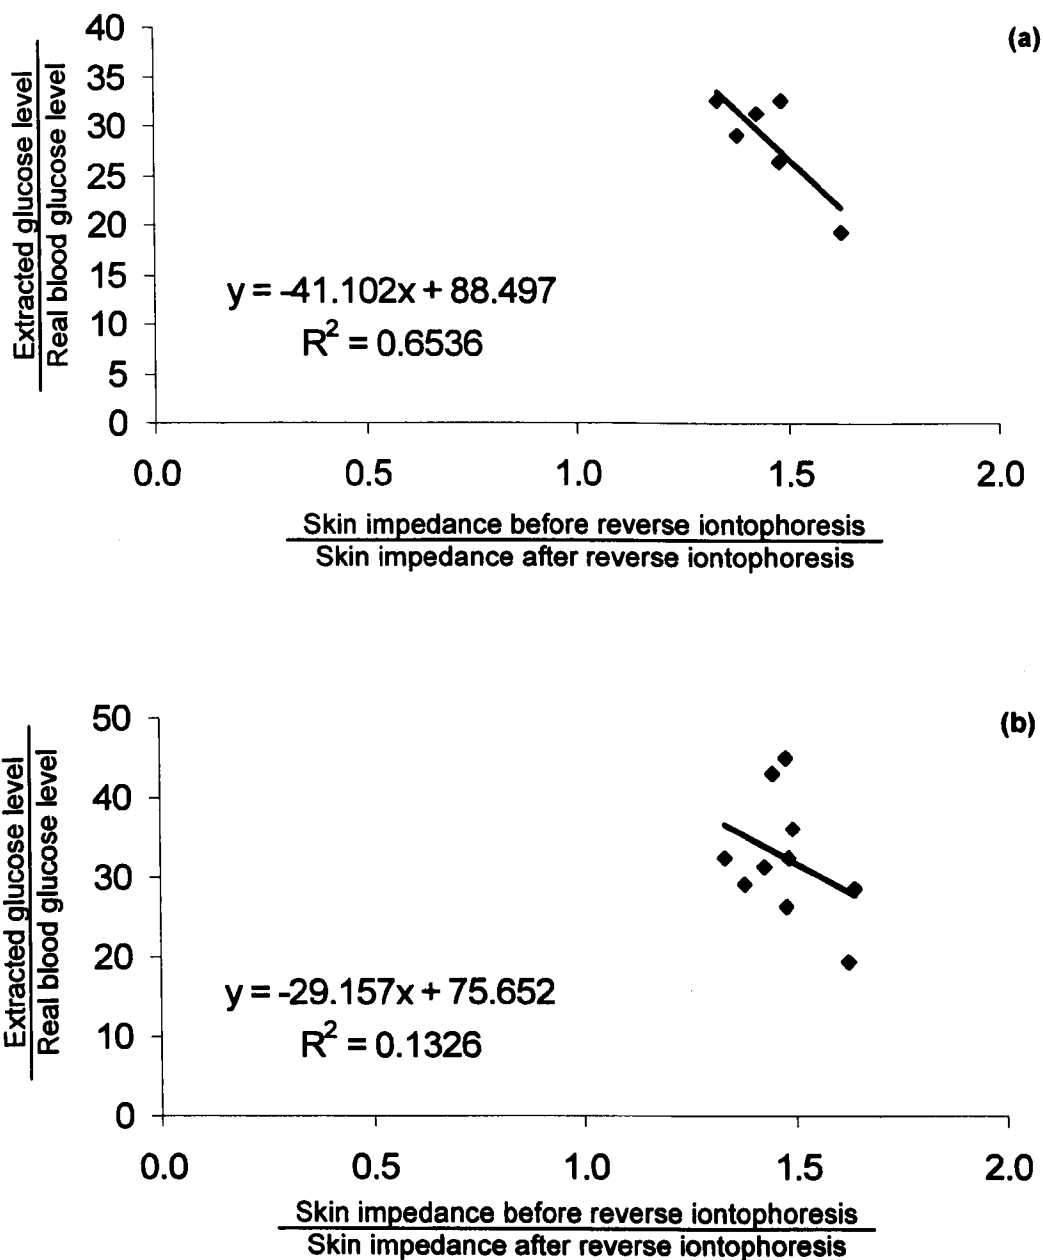 (a)
40
35
30
25
20
15
10
5
0
Extracted glucose level
Real blood glucose level
y = -41.102x + 88.497
R² = 0.6536
0.0 0.5 1.0 1.5 2.0
Skin impedance before reverse iontophoresis
Skin impedance after reverse iontophoresis
(b)
50
40
30
20
10
0
Extracted glucose level
Real blood glucose level
y = -29.157x + 75.652
R² = 0.1326
0.0 0.5 1.0 1.5 2.0
Skin impedance before reverse iontophoresis
Skin impedance after reverse iontophoresis